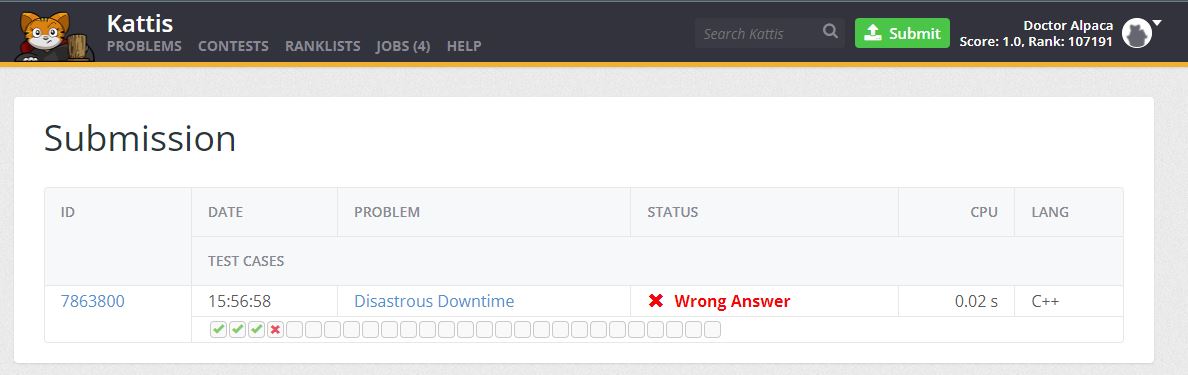 Kattis
PROBLEMS CONTESTS RANKLISTS JOBS (4) HELP
Search Kattis
Submit
Doctor Alpaca
Score: 1.0, Rank: 107191
Submission
ID DATE PROBLEM STATUS CPU LANG
TEST CASES
7863800 15:56:58 Disastrous Downtime Wrong Answer 0.02 s C++